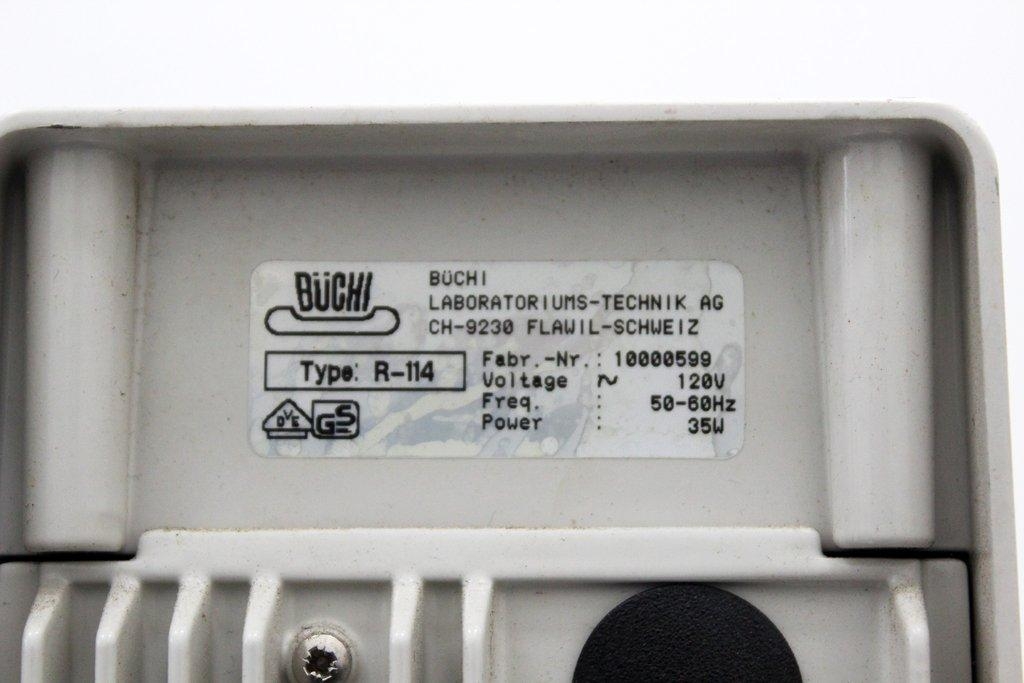 BÜCHI
BÜCHI
LABORATORIUMS-TECHNIK AG
CH-9230 FLAWIL-SCHWEIZ
Type: R-114
Fabr.-Nr.: 10000599
Voltage ~ 120V
Freq. : 50-60Hz
Power : 35W
DVE GS